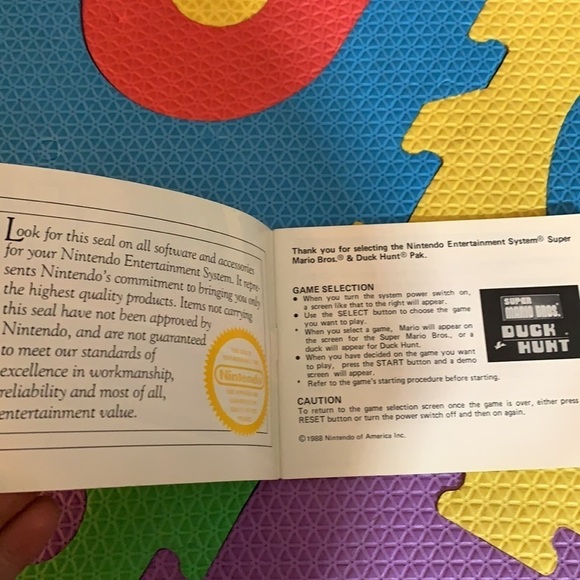 Look for this seal on all software and accessories
for your Nintendo Entertainment System. It repre-
sents Nintendo's commitment to bringing you only
the highest quality products. Items not carrying
this seal have not been approved by
Nintendo, and are not guaranteed
to meet our standards of
excellence in workmanship,
reliability and most of all,
entertainment value.
Nintendo
Thank you for selecting the Nintendo Entertainment System® Super
Mario Bros.® & Duck Hunt® Pak.
GAME SELECTION
● When you turn the system power switch on,
a screen like that to the right will appear.
● Use the SELECT button to choose the game
you want to play.
* When you select a game, Mario will appear on
the screen for the Super Mario Bros., or a
duck will appear for Duck Hunt.
● When you have decided on the game you want
to play, press the START button and a demo
screen will appear.
* Refer to the game's starting procedure before starting.
SUPER
MARIO BROS.
DUCK
& HUNT
CAUTION
To return to the game selection screen once the game is over, either press
RESET button or turn the power switch off and then on again.
©1988 Nintendo of America Inc.